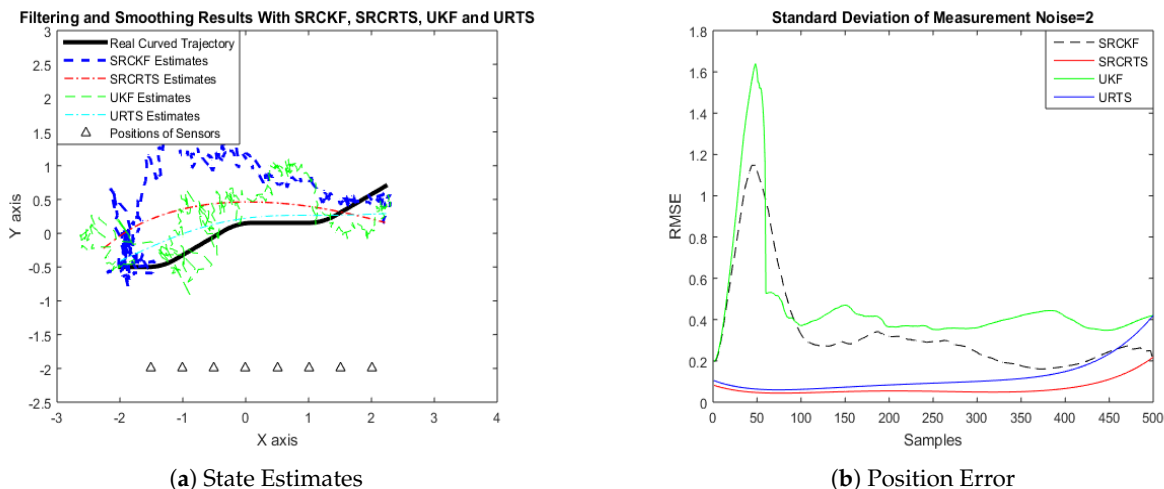 Filtering and Smoothing Results With SRCKF, SRCRTS, UKF and URTS
3
2.5
2
1.5
1
0.5
0
-0.5
-1
-1.5
-2
-2.5
Y axis
Real Curved Trajectory
SRCKF Estimates
SRCRTS Estimates
UKF Estimates
URTS Estimates
Positions of Sensors
-3 -2 -1 0 1 2 3 4
X axis
(a) State Estimates
Standard Deviation of Measurement Noise=2
1.8
1.6
1.4
1.2
1
0.8
0.6
0.4
0.2
0
RMSE
SRCKF
SRCRTS
UKF
URTS
0 50 100 150 200 250 300 350 400 450 500
Samples
(b) Position Error